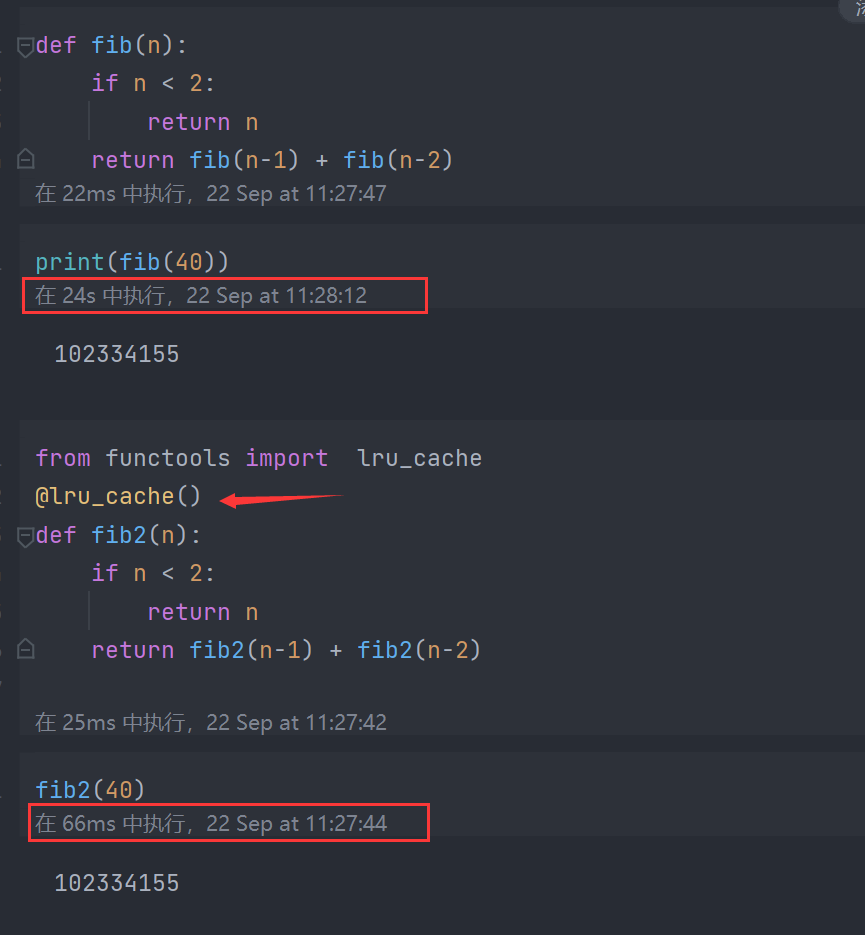 def fib(n):
    if n < 2:
        return n
    return fib(n-1) + fib(n-2)
在 22ms 中执行，22 Sep at 11:27:47
print(fib(40))
在 24s 中执行，22 Sep at 11:28:12
102334155
from functools import  lru_cache
@lru_cache()
def fib2(n):
    if n < 2:
        return n
    return fib2(n-1) + fib2(n-2)
在 25ms 中执行，22 Sep at 11:27:42
fib2(40)
在 66ms 中执行，22 Sep at 11:27:44
102334155